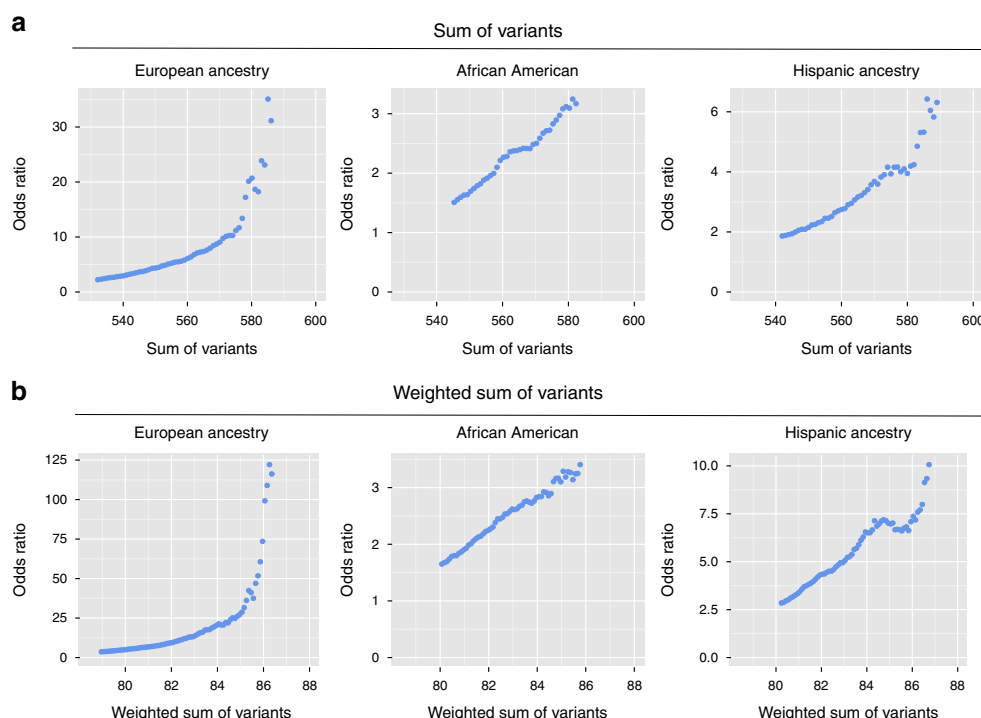 a
Sum of variants
European ancestry
African American
Hispanic ancestry
Odds ratio
30
20
10
0
540
560
580
600
Sum of variants
Odds ratio
3
2
1
0
540
560
580
600
Sum of variants
Odds ratio
6
4
2
0
540
560
580
600
Sum of variants
b
Weighted sum of variants
European ancestry
African American
Hispanic ancestry
Odds ratio
125
100
75
50
25
0
80
82
84
86
88
Weighted sum of variants
Odds ratio
3
2
1
0
80
82
84
86
88
Weighted sum of variants
Odds ratio
10.0
7.5
5.0
2.5
0.0
80
82
84
86
88
Weighted sum of variants